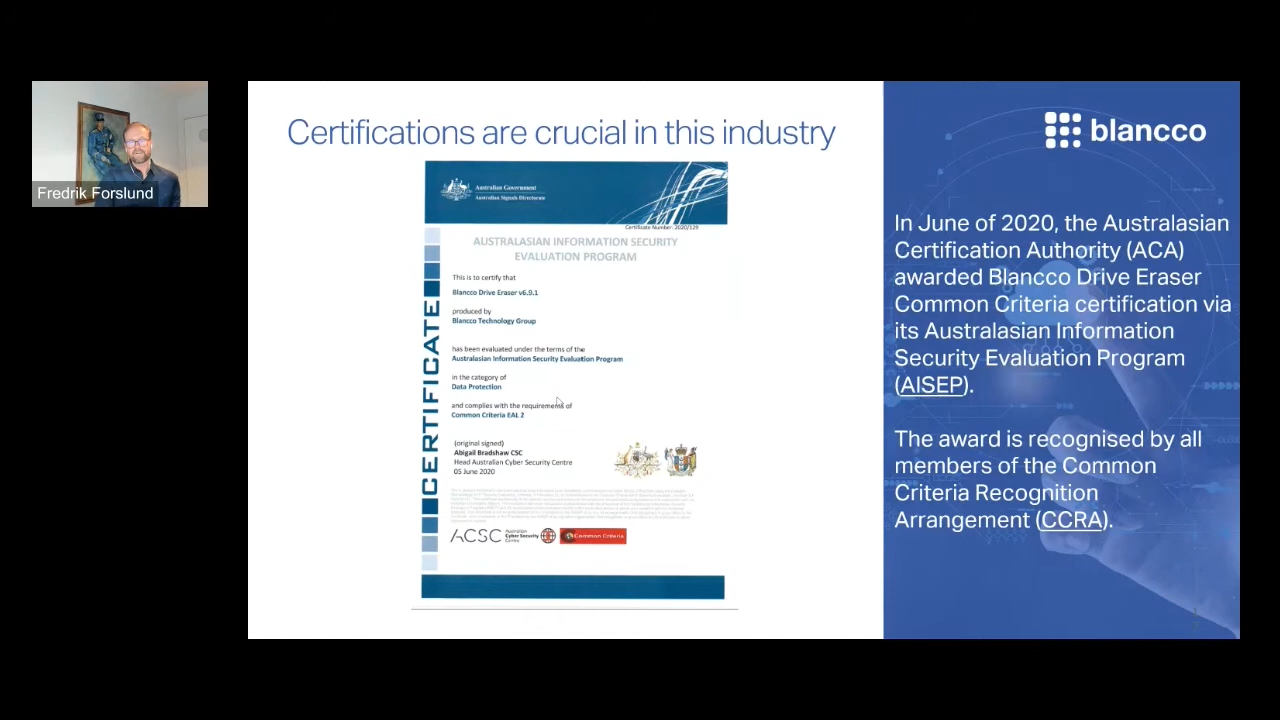 Fredrik Forslund
Certifications are crucial in this industry
Australian Government
Australian Signals Directorate
Certificate Number: 2020/129
AUSTRALASIAN INFORMATION SECURITY
EVALUATION PROGRAM
This is to certify that
Blancco Drive Eraser v6.9.1
produced by
Blancco Technology Group
has been evaluated under the terms of the
Australasian Information Security Evaluation Program
in the category of
Data Protection
and complies with the requirements of
Common Criteria EAL 2
(original signed)
Abigail Bradshaw CSC
Head Australian Cyber Security Centre
05 June 2020
CERTIFICATE
ACSC
Australian
Cyber Security
Centre
Common Criteria
blancco
In June of 2020, the Australasian
Certification Authority (ACA)
awarded Blancco Drive Eraser
Common Criteria certification via
its Australasian Information
Security Evaluation Program
(AISEP).
The award is recognised by all
members of the Common
Criteria Recognition
Arrangement (CCRA).